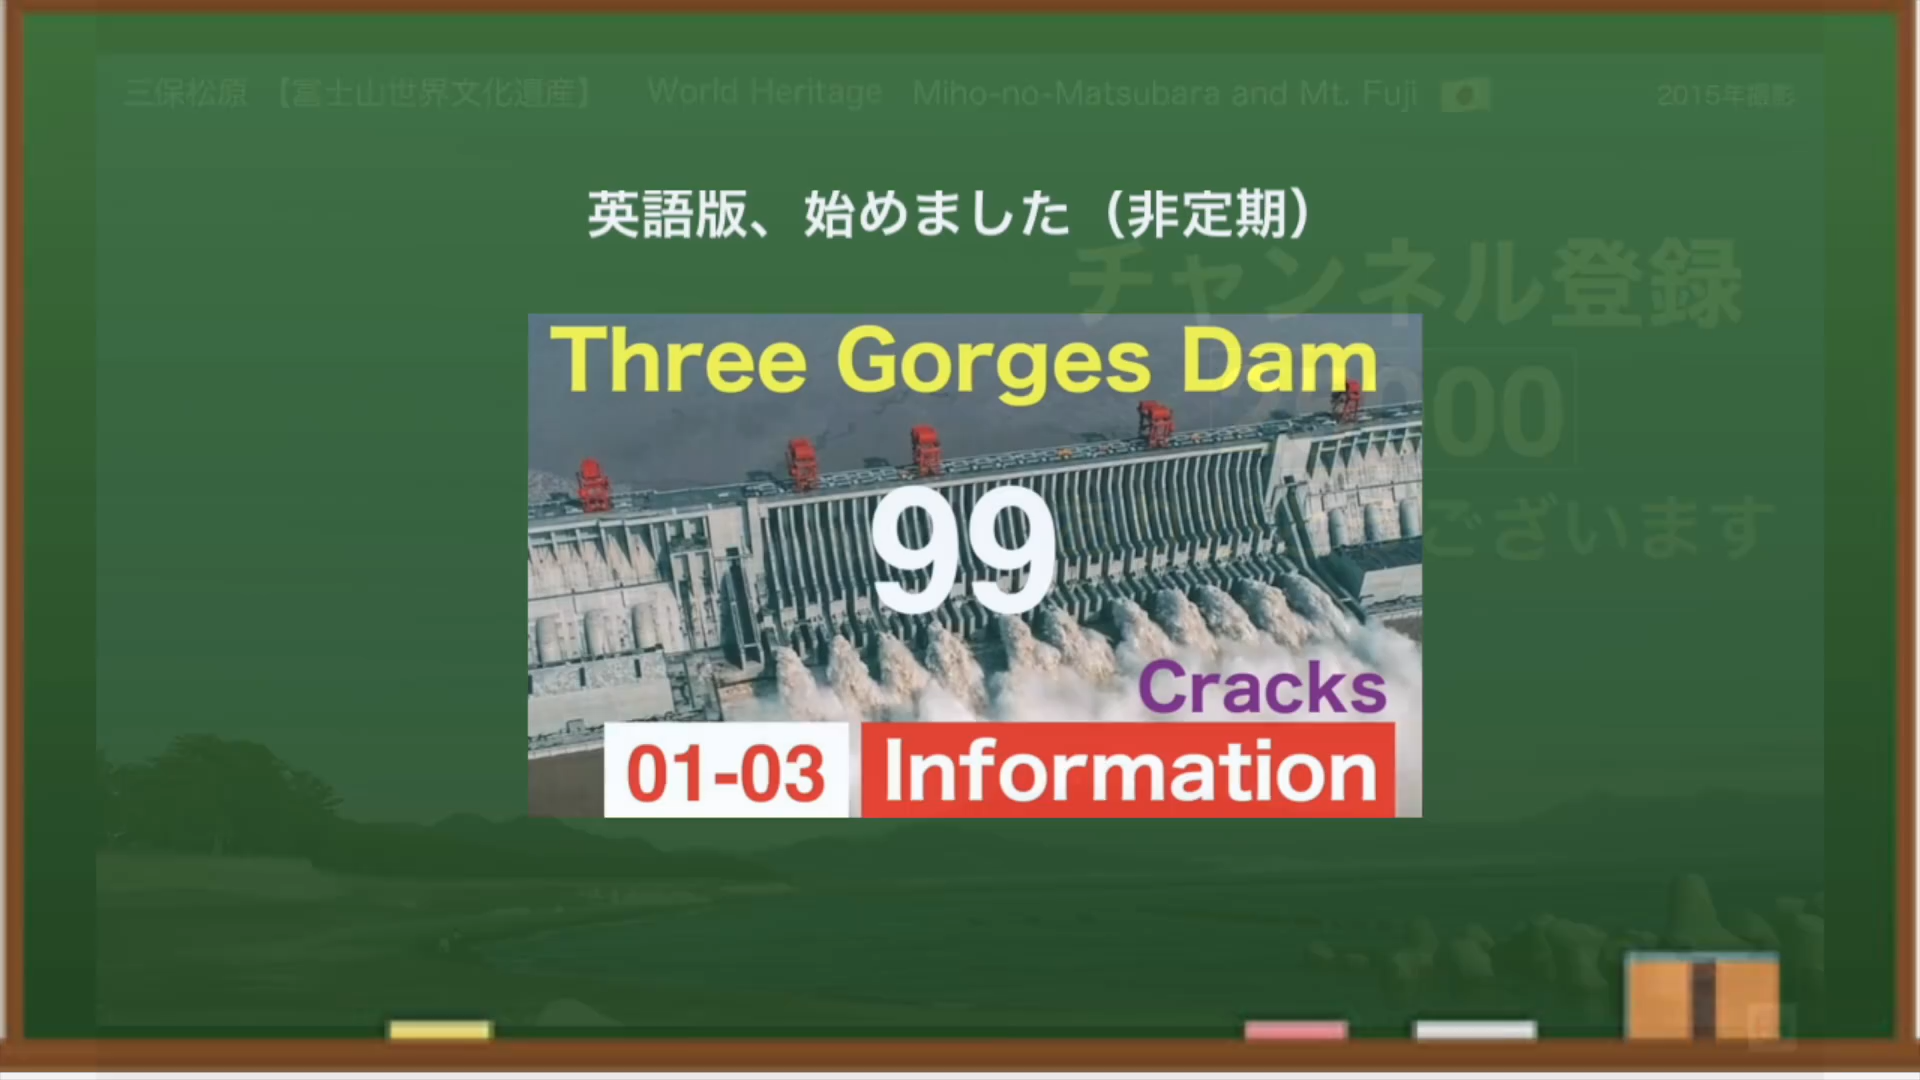 三保松原 【富士山世界文化遺産】 World Heritage Miho-no-Matsubara and Mt. Fuji 2015年撮影
英語版、始めました（非定期）
チャンネル登録
Three Gorges Dam
00
99
ございます
Cracks
01-03 Information